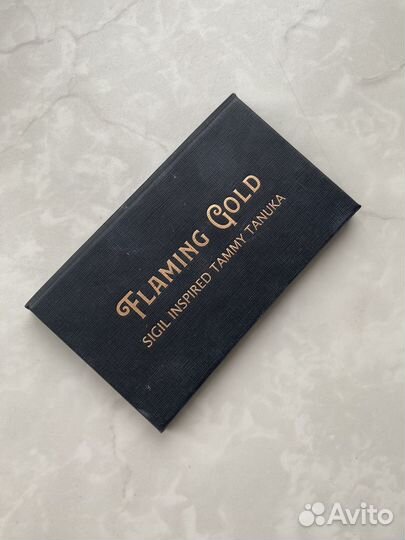 FLAMING GOLD
SIGIL INSPIRED TAMMY TANUKA
Avito